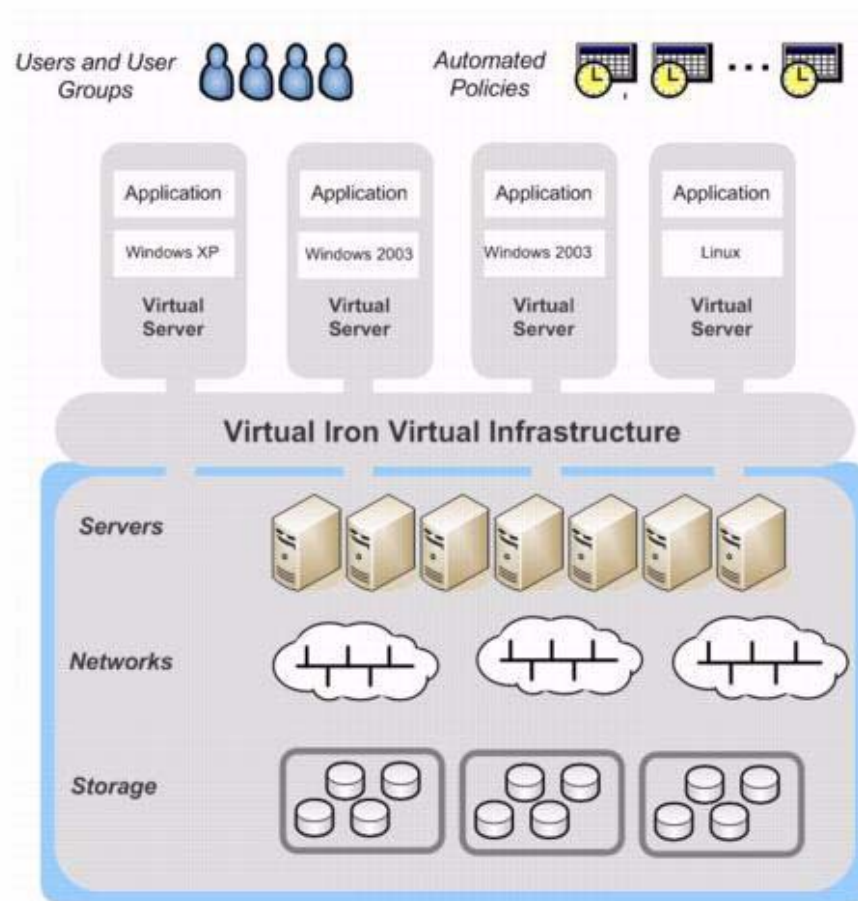 Users and User
Groups
Automated
Policies
Application
Application
Application
Application
Windows XP
Windows 2003
Windows 2003
Linux
Virtual
Server
Virtual
Server
Virtual
Server
Virtual
Server
Virtual Iron Virtual Infrastructure
Servers
Networks
Storage